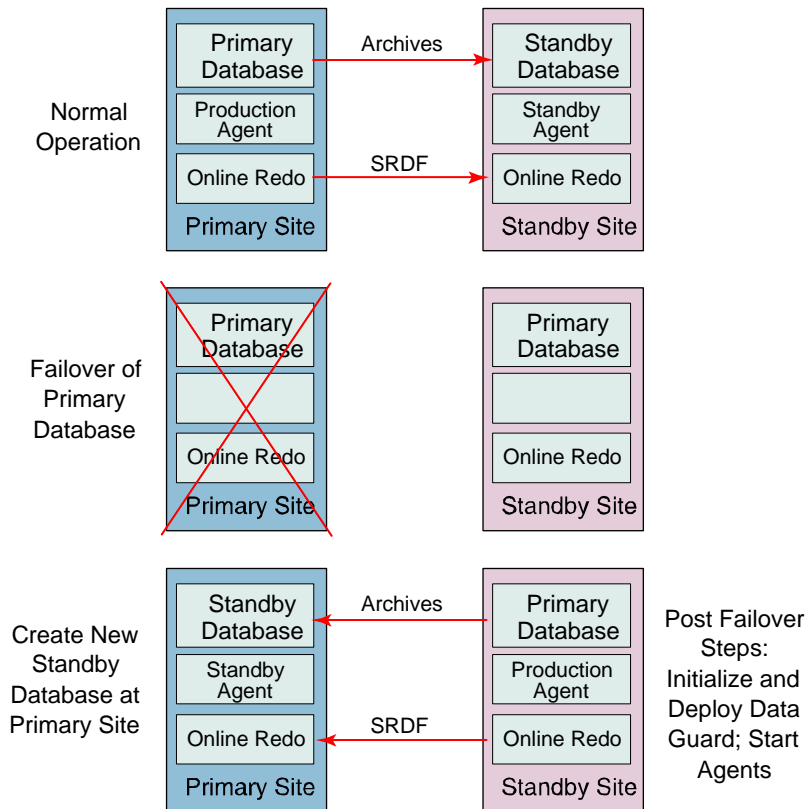 Normal
Operation
Primary
Database
Production
Agent
Online Redo
Primary Site
Archives
SRDF
Standby
Database
Standby
Agent
Online Redo
Standby Site
Failover of
Primary
Database
Primary
Database
Online Redo
Primary Site
Primary
Database
Online Redo
Standby Site
Create New
Standby
Database at
Primary Site
Standby
Database
Standby
Agent
Online Redo
Primary Site
Archives
SRDF
Primary
Database
Production
Agent
Online Redo
Standby Site
Post Failover
Steps:
Initialize and
Deploy Data
Guard; Start
Agents